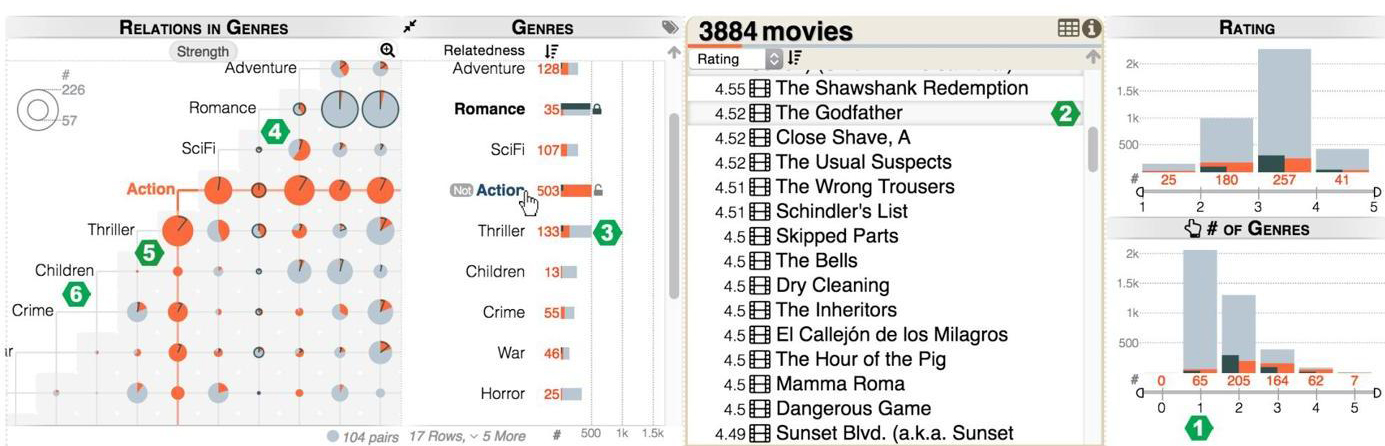 RELATIONS IN GENRES
Strength
#
226
57
Adventure
Romance
4
SciFi
Action
Thriller
5
Children
6
Crime
ar
104 pairs
GENRES
Relatedness
Adventure 128
Romance 35
SciFi 107
Not Action 503
Thriller 133 3
Children 13
Crime 55
War 46
Horror 25
17 Rows, 5 More # 500 1k 1.5k
3884 movies
Rating
4.55 The Shawshank Redemption
4.52 The Godfather 2
4.52 Close Shave, A
4.52 The Usual Suspects
4.51 The Wrong Trousers
4.51 Schindler's List
4.5 Skipped Parts
4.5 The Bells
4.5 Dry Cleaning
4.5 The Inheritors
4.5 El Callejón de los Milagros
4.5 The Hour of the Pig
4.5 Mamma Roma
4.5 Dangerous Game
4.49 Sunset Blvd. (a.k.a. Sunset
RATING
2k
1.5k
1k
500
# 25 180 257 41
1 2 3 4 5
# OF GENRES
2k
1.5k
1k
500
# 0 65 205 164 62 7
0 1 2 3 4 5
1